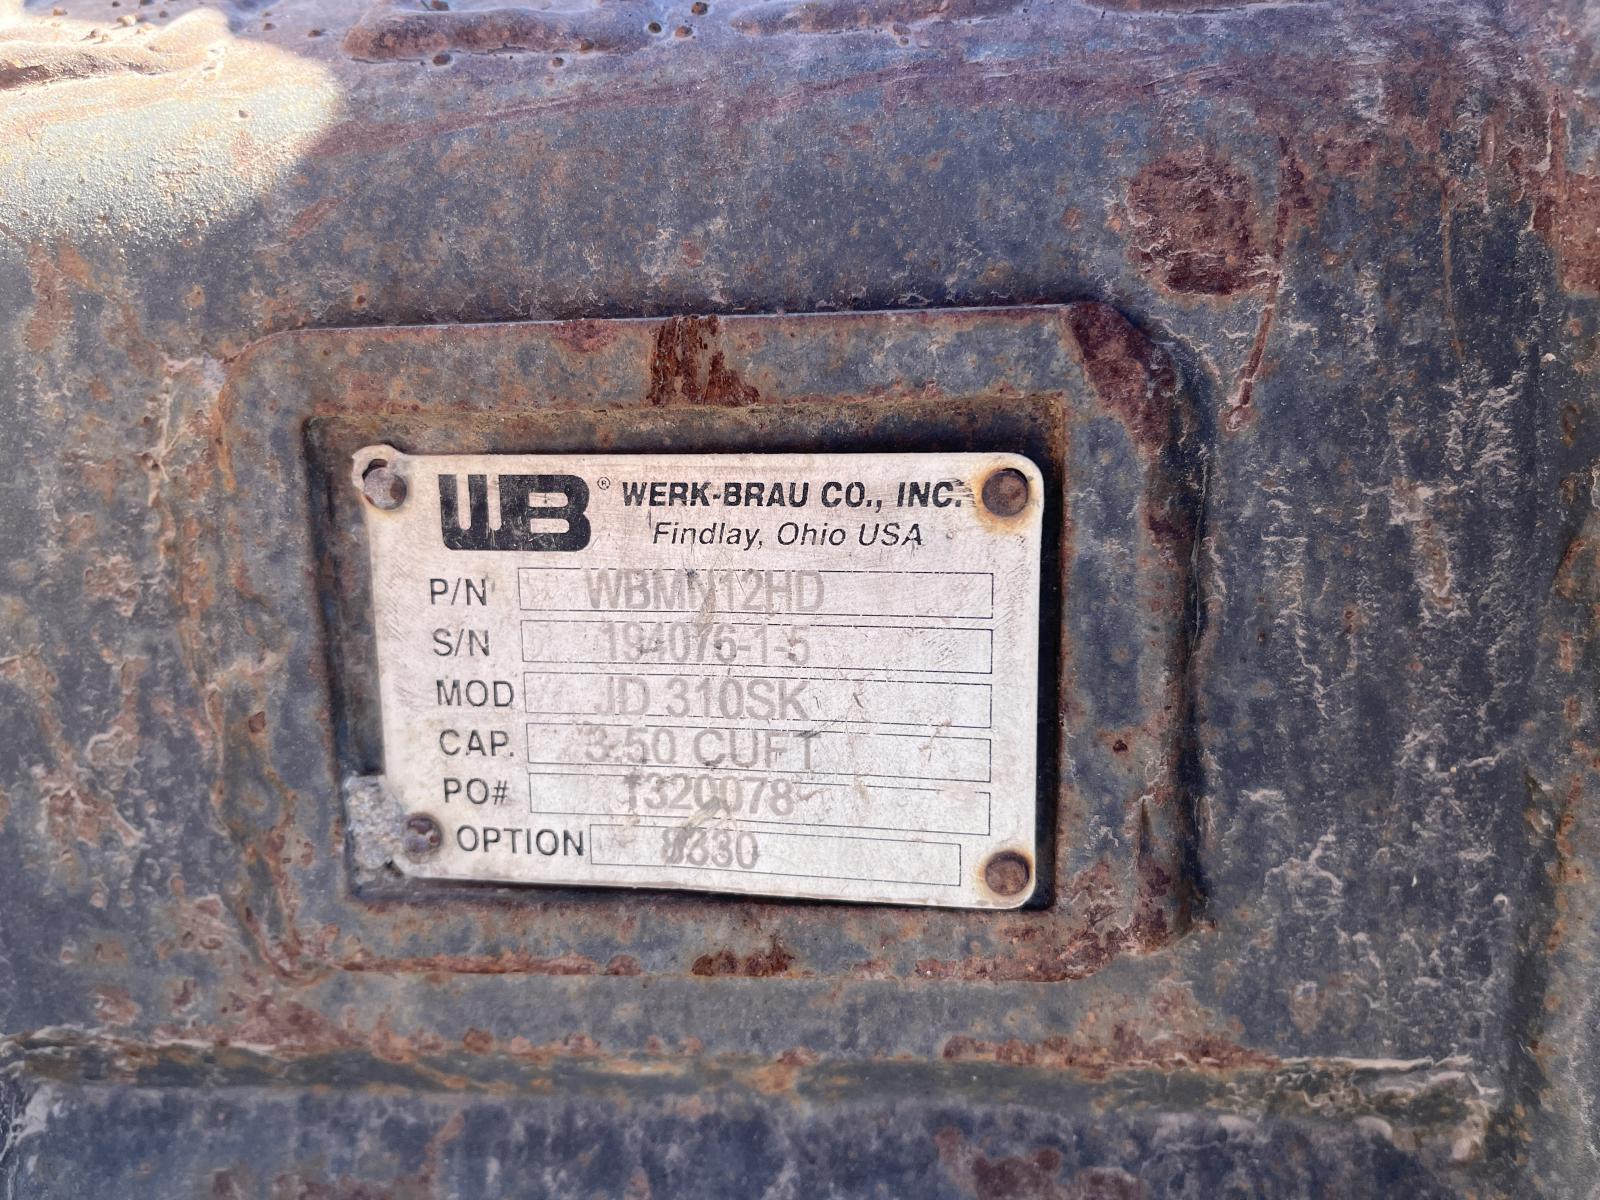 WB® WERK-BRAU CO., INC.
Findlay, Ohio USA
P/N WBMN12HD
S/N 194076-1-5
MOD JD 310SK
CAP. 3.50 CUFT
PO# 1320078
OPTION 8330